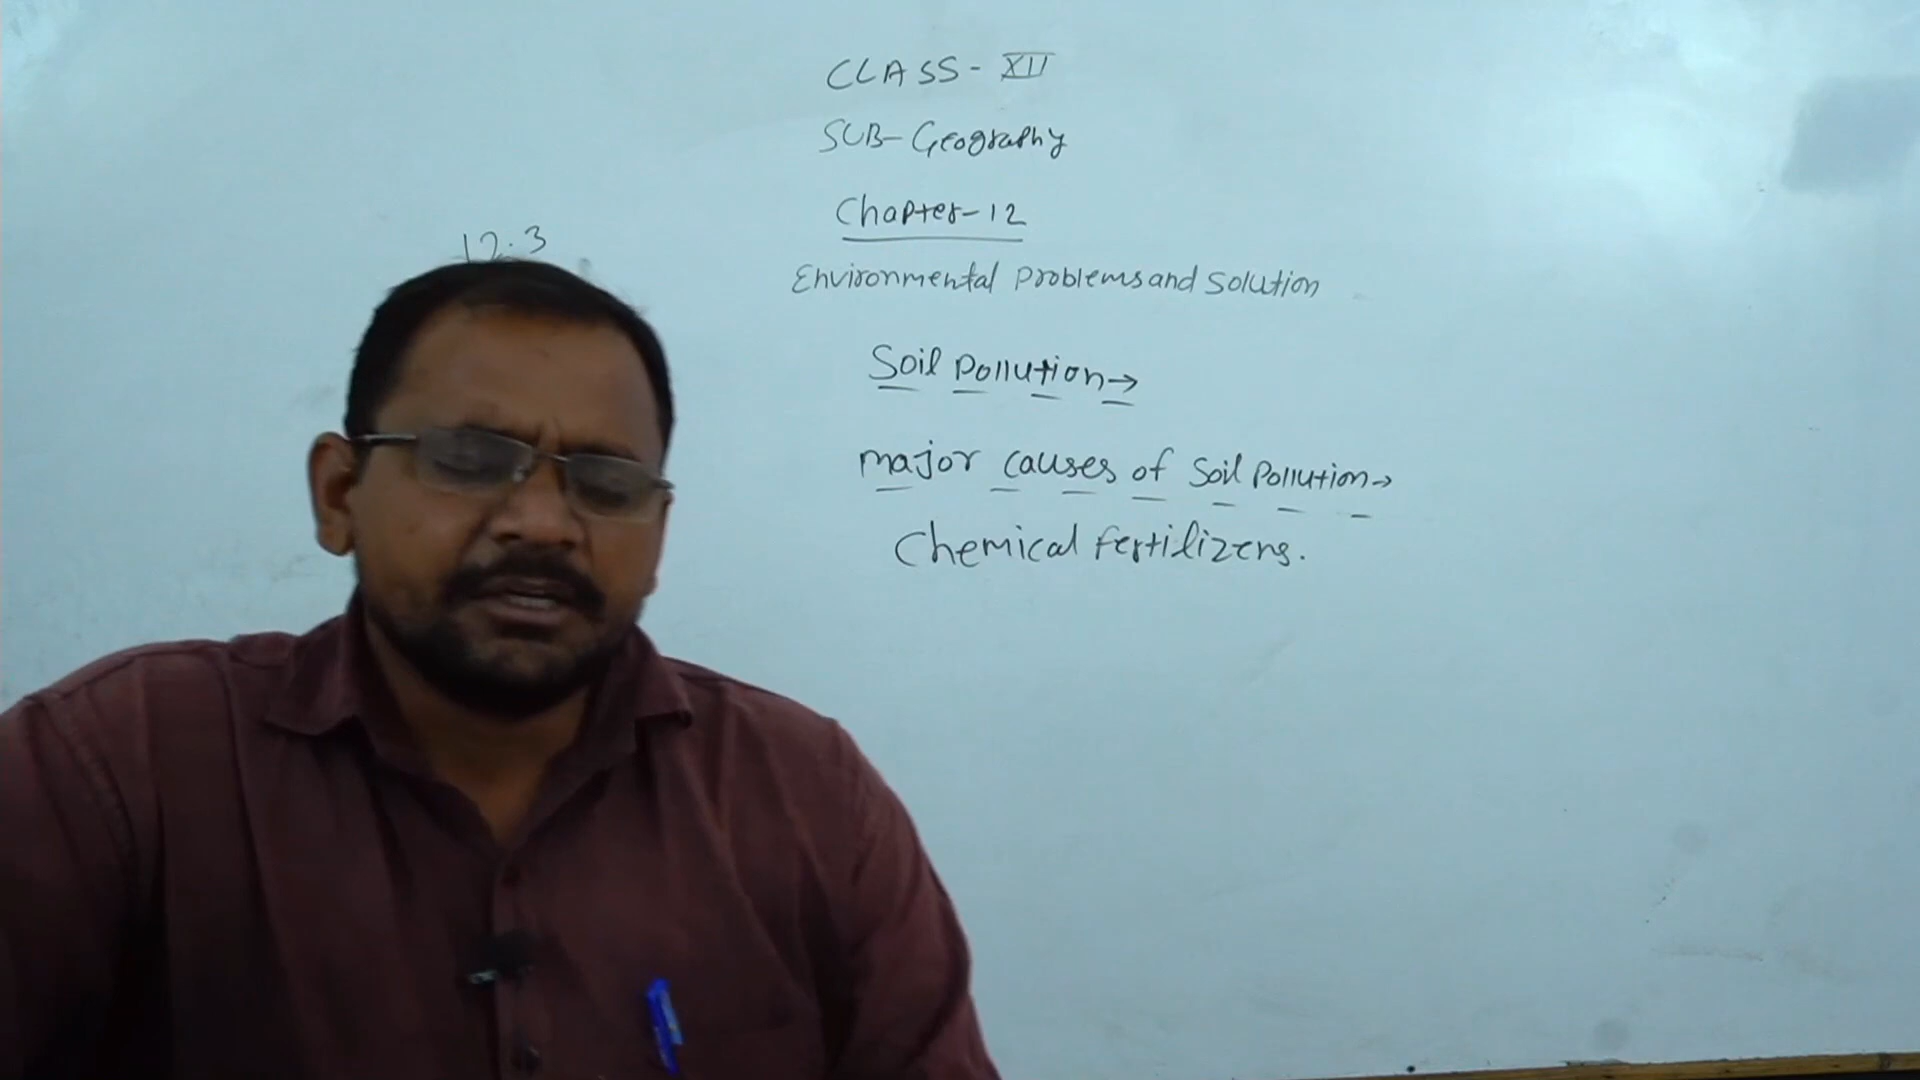 CLASS - XII
SUB- Geography
Chapter-12
12.3
Environmental Problems and Solution
Soil Pollution→
major causes of Soil Pollution→
Chemical Fertilizers.